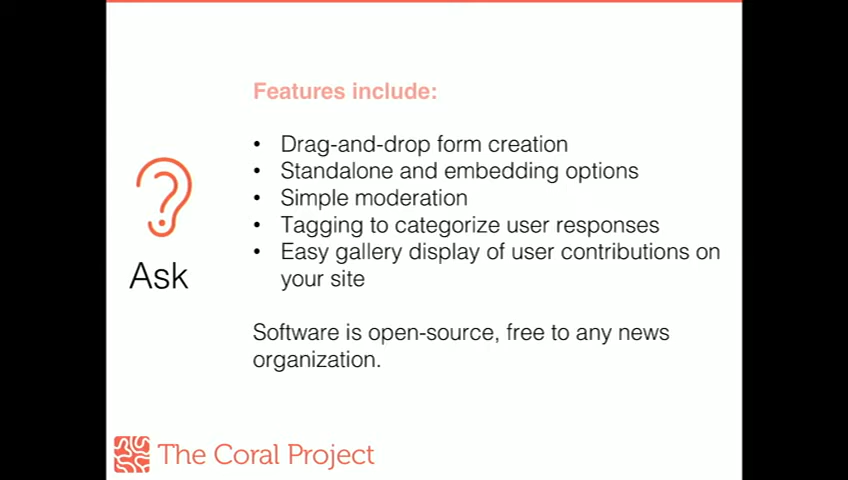 Features include:
• Drag-and-drop form creation
• Standalone and embedding options
• Simple moderation
• Tagging to categorize user responses
• Easy gallery display of user contributions on
your site
Ask
Software is open-source, free to any news
organization.
The Coral Project